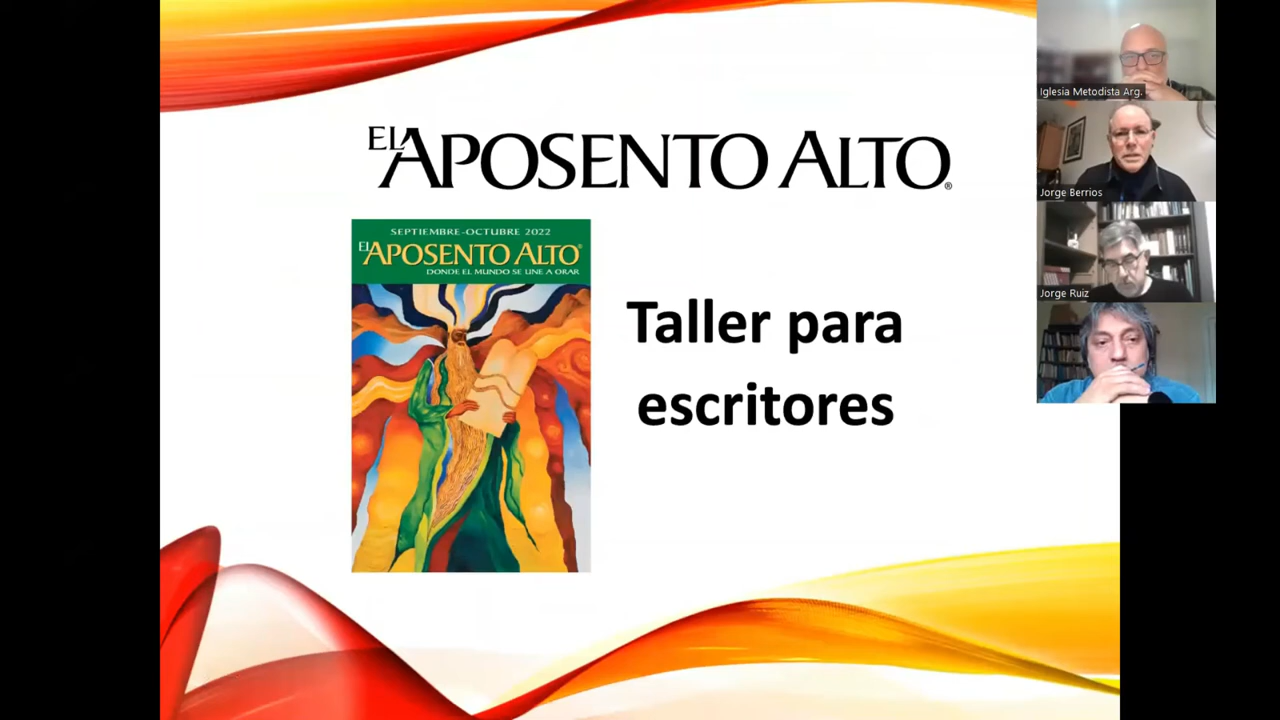 EL APOSENTO ALTO®
SEPTIEMBRE-OCTUBRE 2022
EL APOSENTO ALTO®
DONDE EL MUNDO SE UNE A ORAR
Taller para
escritores
Iglesia Metodista Arg.
Jorge Berrios
Jorge Ruiz